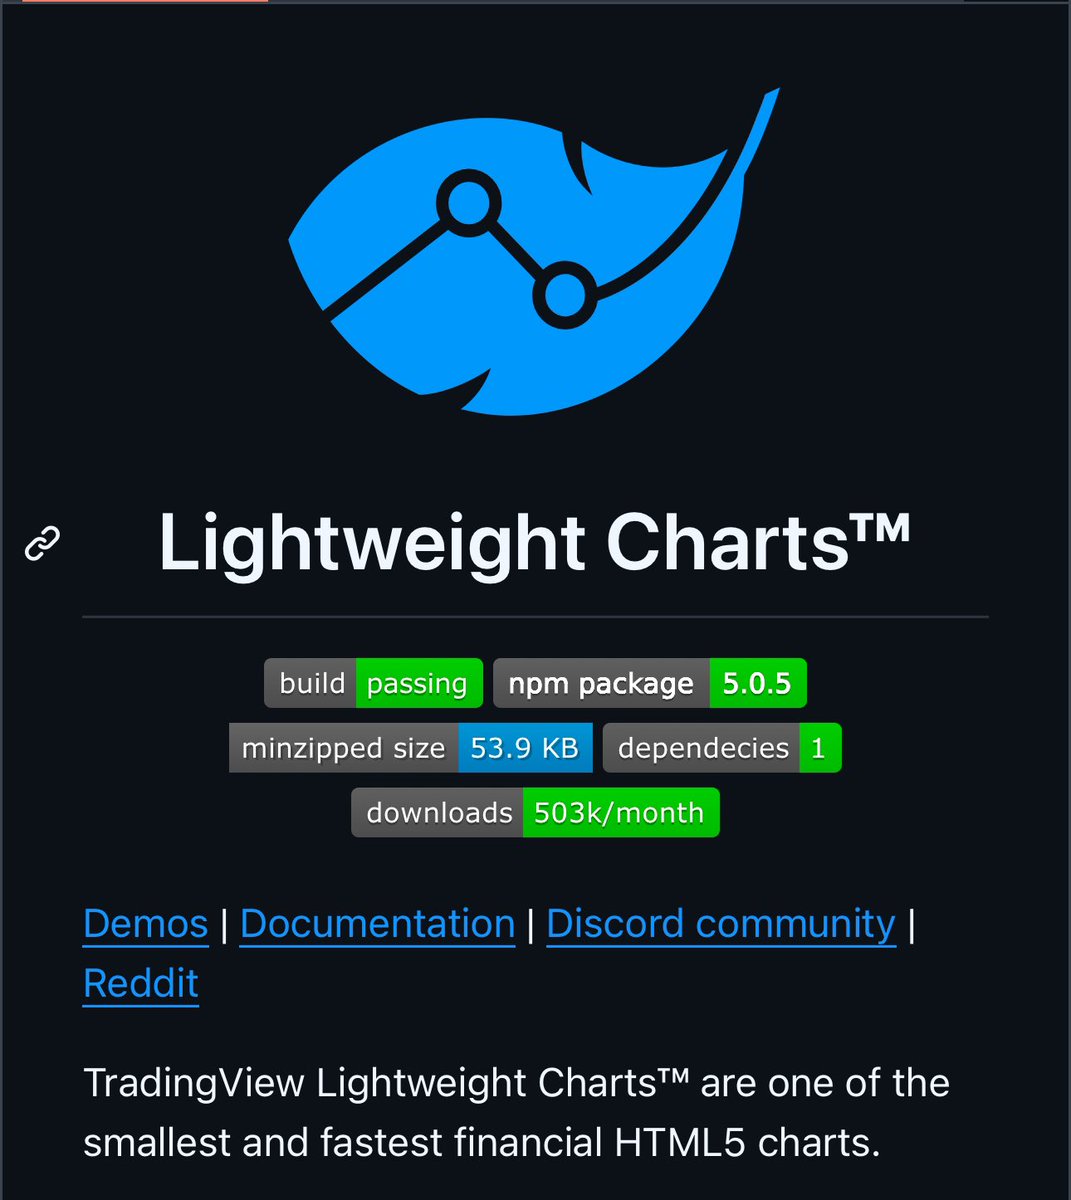 Lightweight Charts™
build passing npm package 5.0.5
minzipped size 53.9 KB dependecies 1
downloads 503k/month
Demos | Documentation | Discord community |
Reddit
TradingView Lightweight Charts™ are one of the
smallest and fastest financial HTML5 charts.